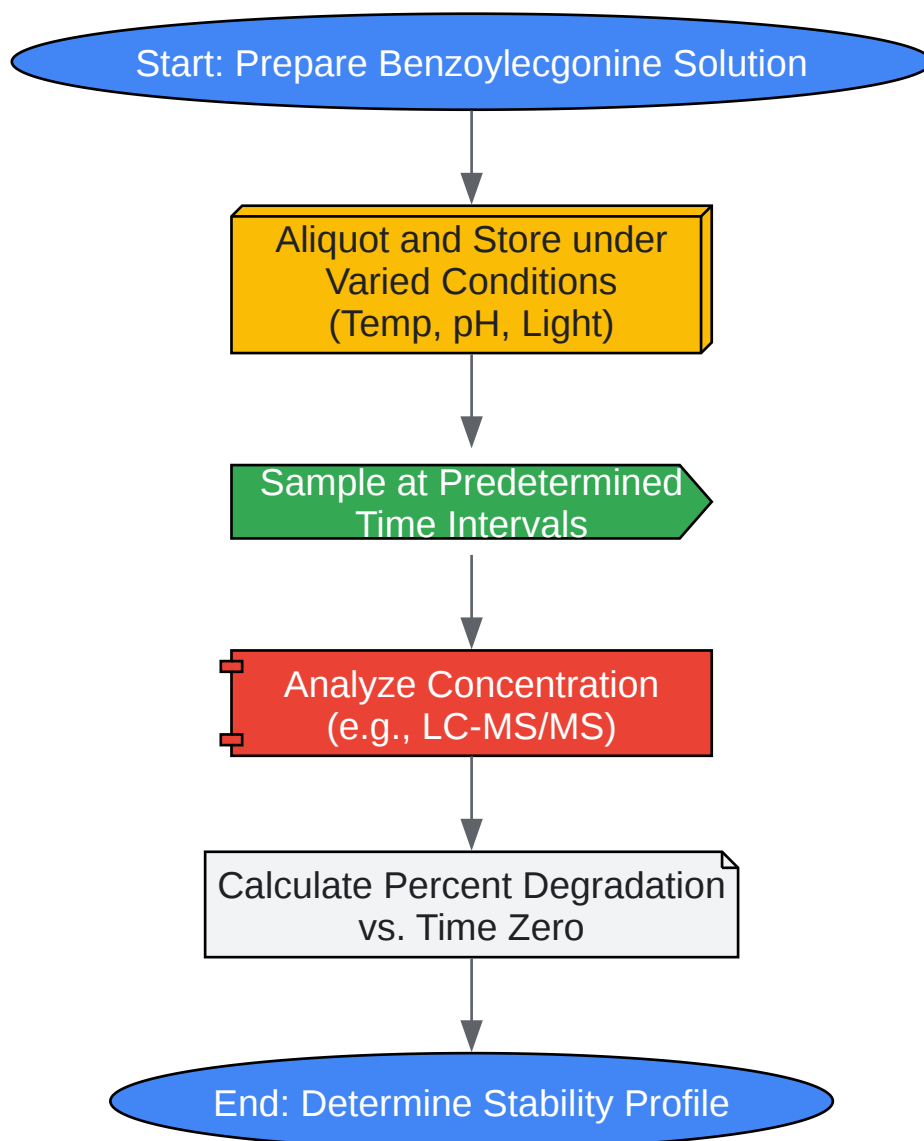 Start: Prepare Benzoylecgonine Solution
Aliquot and Store under
Varied Conditions
(Temp, pH, Light)
Sample at Predetermined
Time Intervals
Analyze Concentration
(e.g., LC-MS/MS)
Calculate Percent Degradation
vs. Time Zero
End: Determine Stability Profile